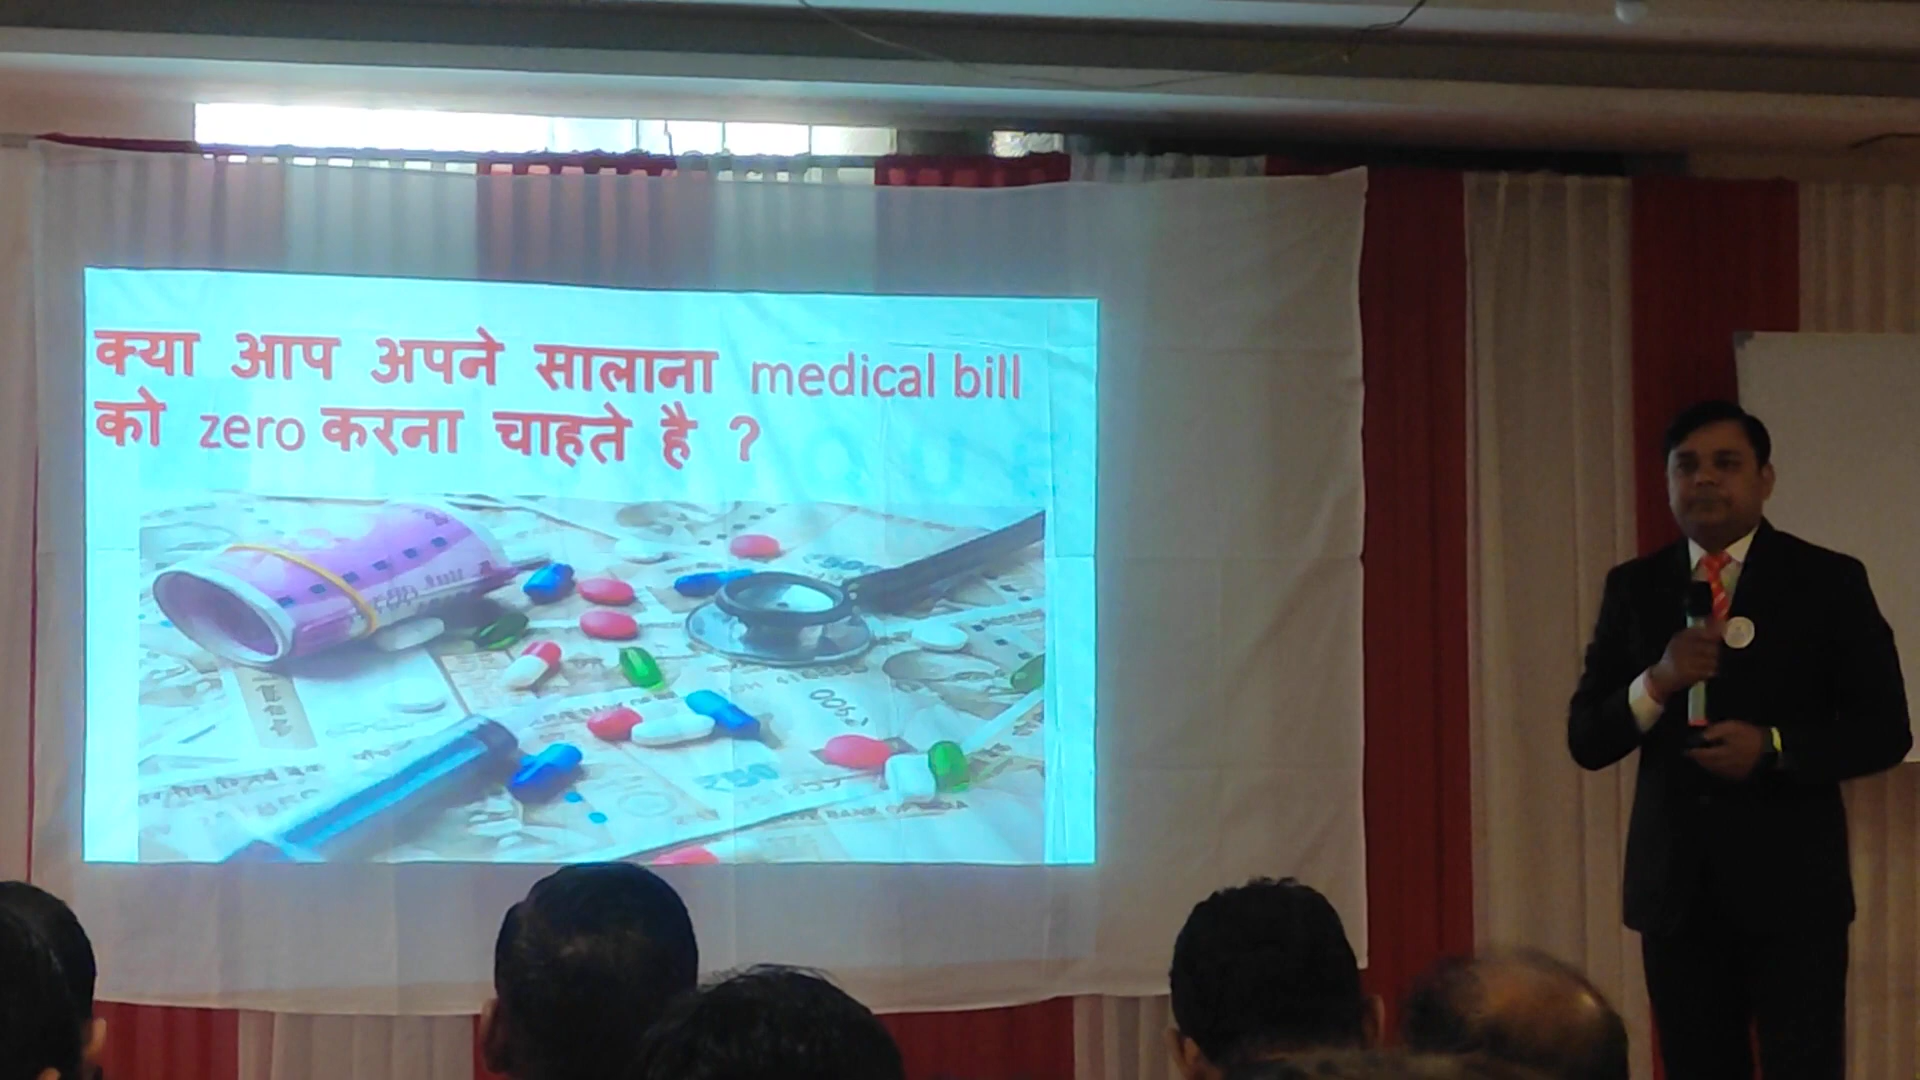 क्या आप अपने सालाना medical bill
को zero करना चाहते है ?